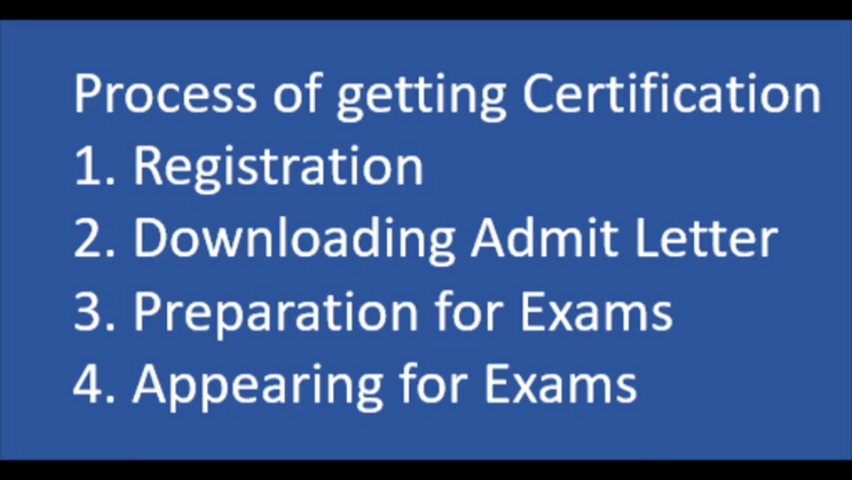 Process of getting Certification
1. Registration
2. Downloading Admit Letter
3. Preparation for Exams
4. Appearing for Exams